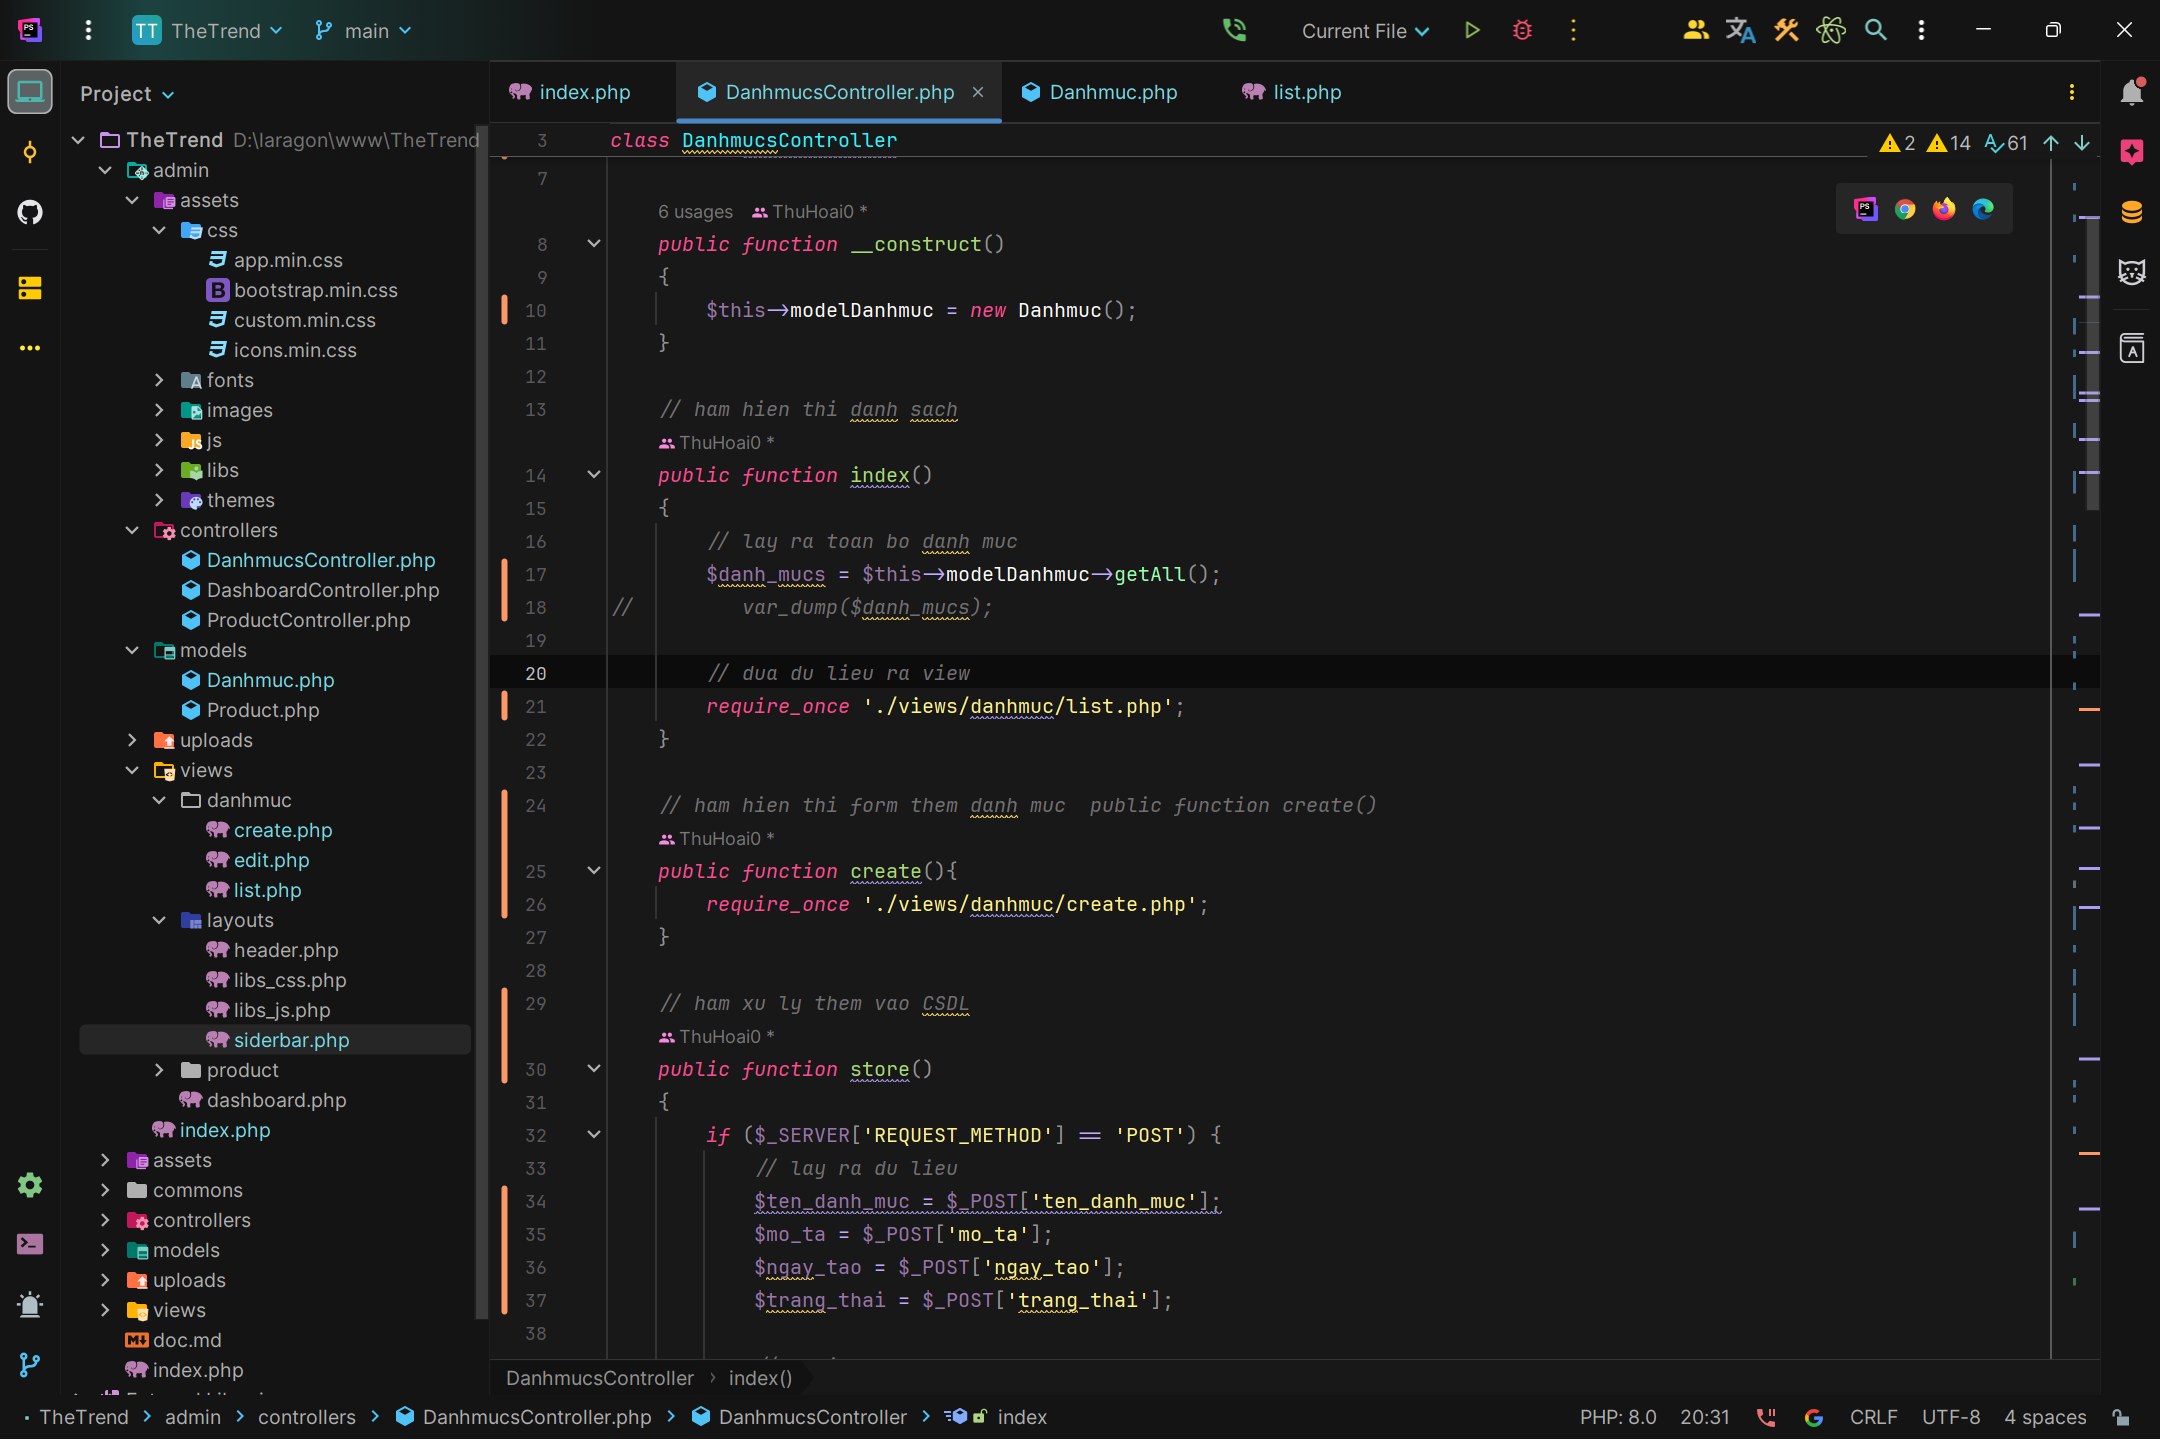 TT TheTrend main
Current File
Project
TheTrend D:\laragon\www\TheTrend
admin
assets
css
app.min.css
bootstrap.min.css
custom.min.css
icons.min.css
fonts
images
js
libs
themes
controllers
DanhmucsController.php
DashboardController.php
ProductController.php
models
Danhmuc.php
Product.php
uploads
views
danhmuc
create.php
edit.php
list.php
layouts
header.php
libs_css.php
libs_js.php
siderbar.php
product
dashboard.php
index.php
assets
commons
controllers
models
uploads
views
doc.md
index.php
index.php DanhmucsController.php Danhmuc.php list.php
3 class DanhmucsController
2 14 61
7
6 usages ThuHoai0 *
8 public function __construct()
9 {
10 $this->modelDanhmuc = new Danhmuc();
11 }
12
13 // ham hien thi danh sach
ThuHoai0 *
14 public function index()
15 {
16 // lay ra toan bo danh muc
17 $danh_mucs = $this->modelDanhmuc->getAll();
18 // var_dump($danh_mucs);
19
20 // dua du lieu ra view
21 require_once './views/danhmuc/list.php';
22 }
23
24 // ham hien thi form them danh muc public function create()
ThuHoai0 *
25 public function create(){
26 require_once './views/danhmuc/create.php';
27 }
28
29 // ham xu ly them vao CSDL
ThuHoai0 *
30 public function store()
31 {
32 if ($_SERVER['REQUEST_METHOD'] == 'POST') {
33 // lay ra du lieu
34 $ten_danh_muc = $_POST['ten_danh_muc'];
35 $mo_ta = $_POST['mo_ta'];
36 $ngay_tao = $_POST['ngay_tao'];
37 $trang_thai = $_POST['trang_thai'];
38
DanhmucsController > index()
TheTrend > admin > controllers > DanhmucsController.php > DanhmucsController > index
PHP: 8.0 20:31 CRLF UTF-8 4 spaces